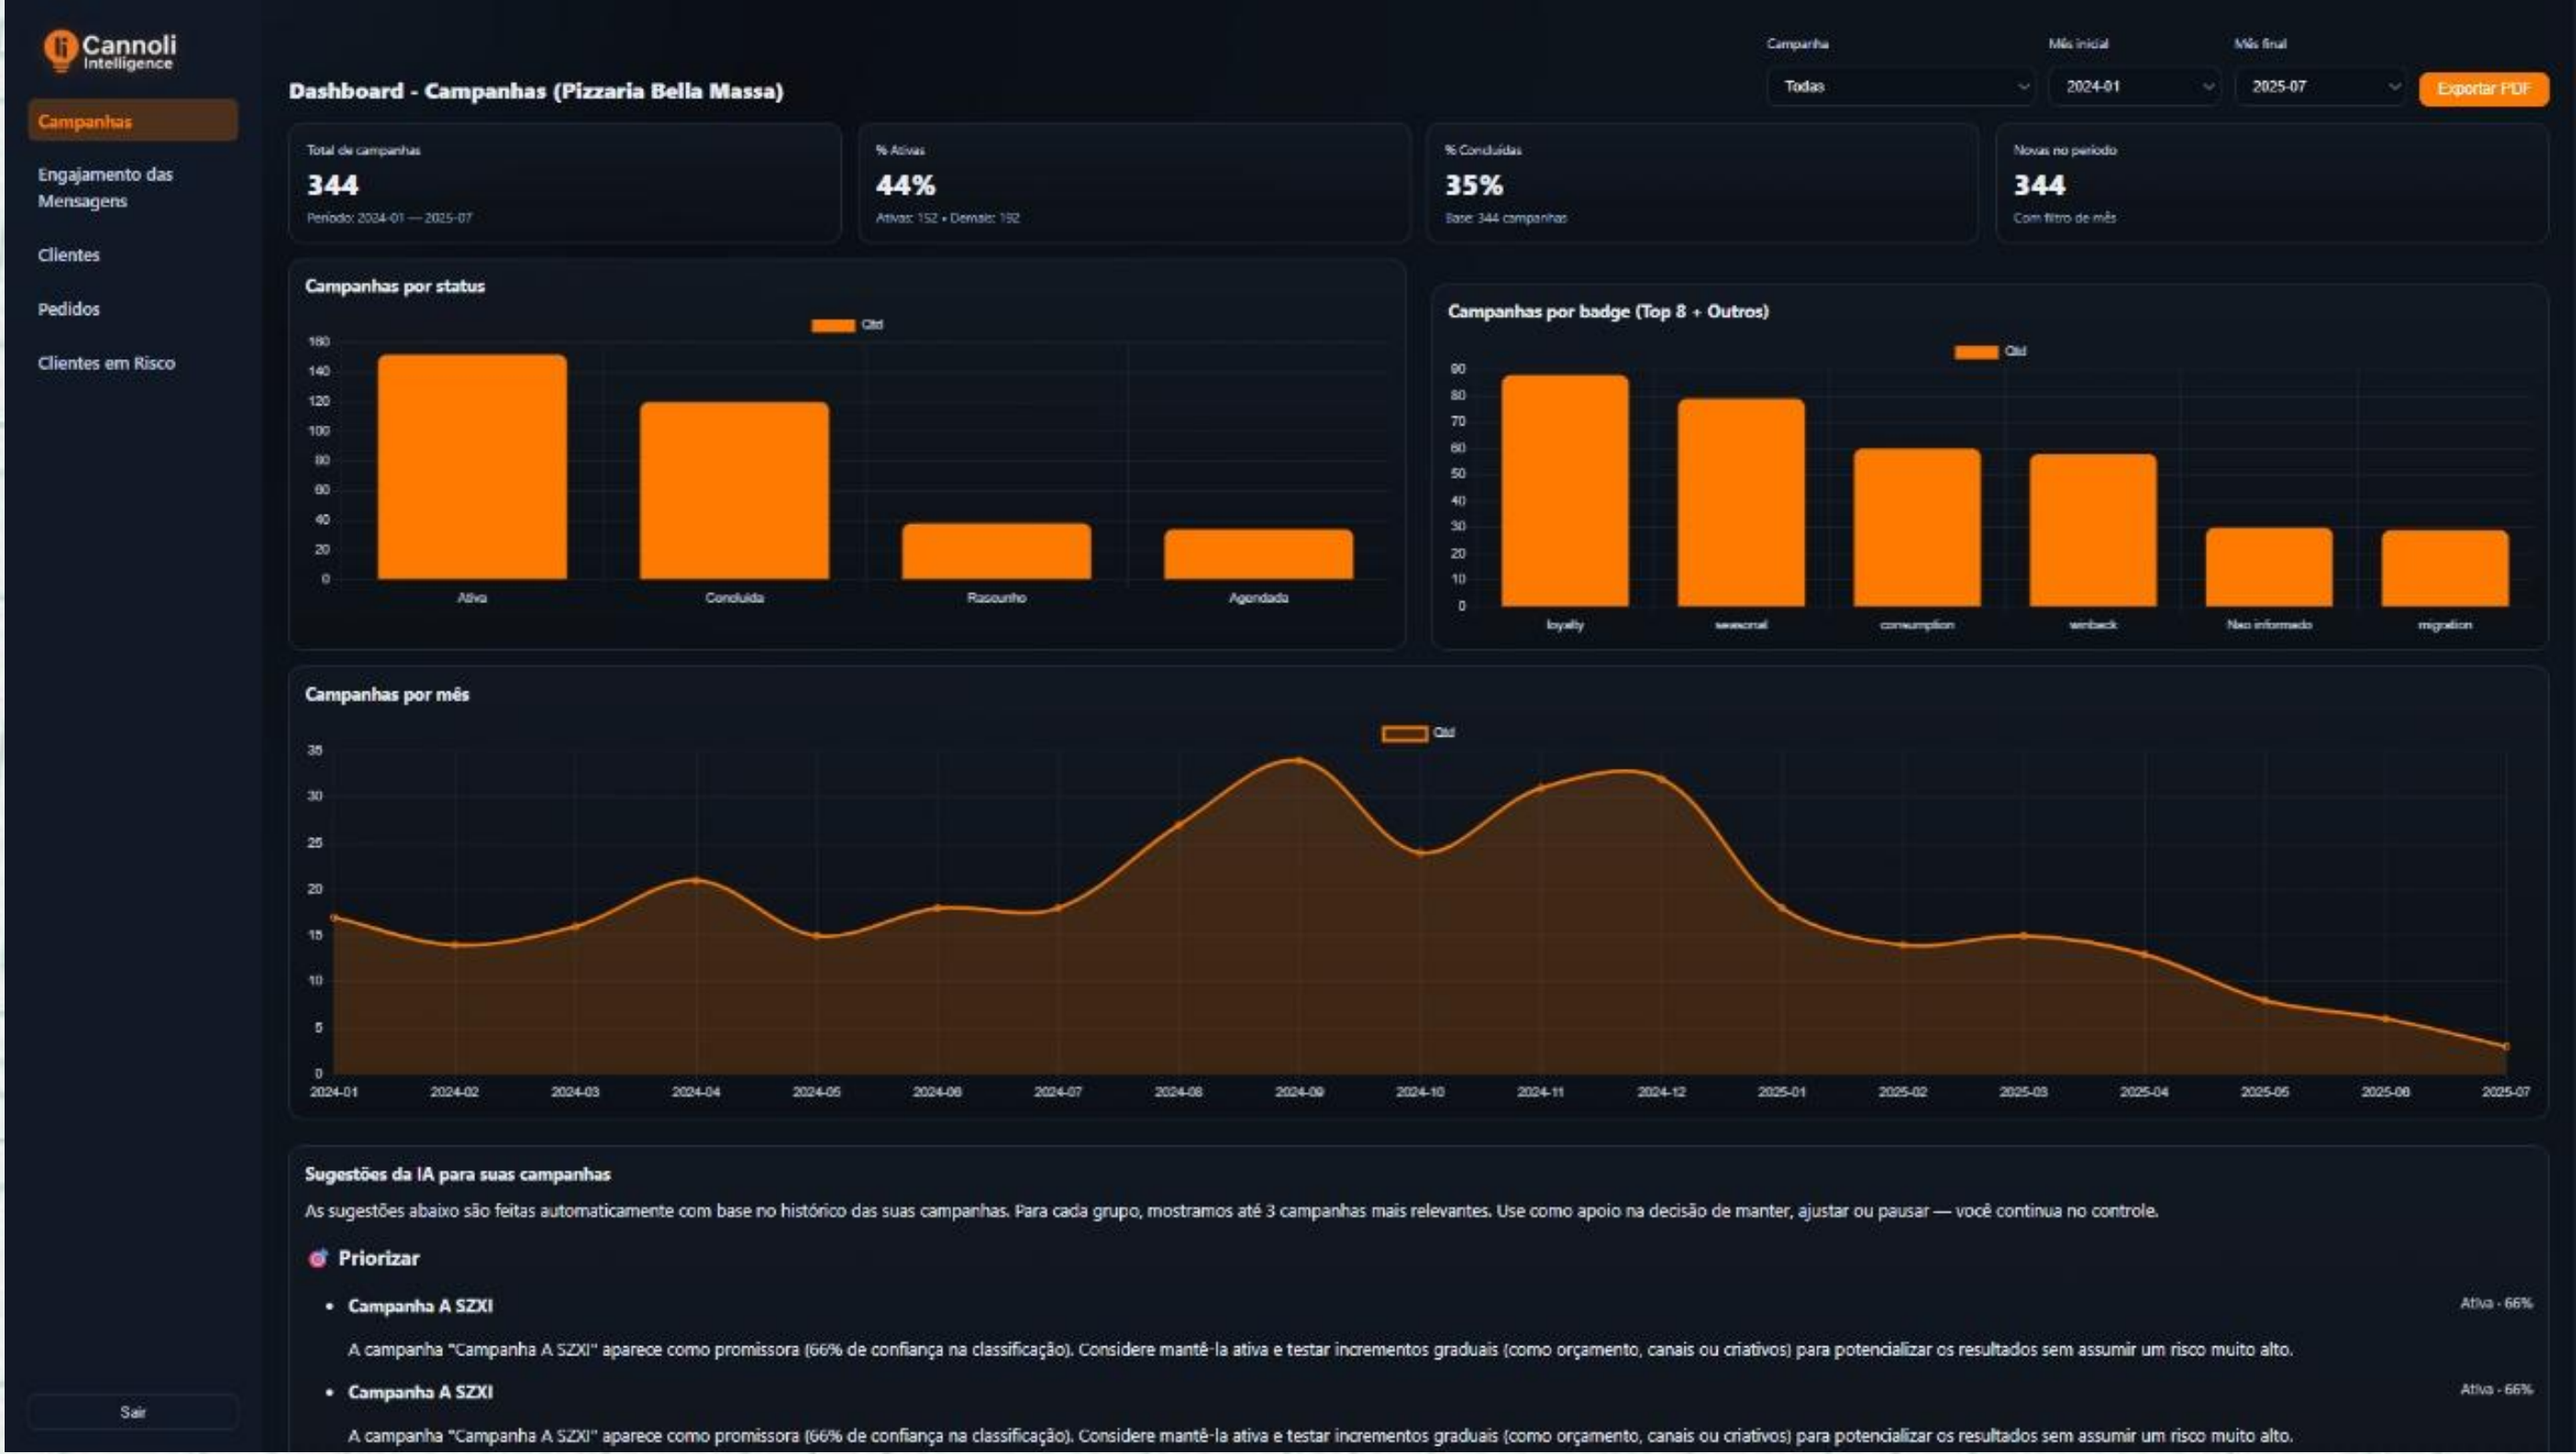 Cannoli
Intelligence
Campanhas
Engajamento das
Mensagens
Clientes
Pedidos
Clientes em Risco
Sair
Campanha
Mês inicial
Mês final
Todas
2024-01
2025-07
Exportar PDF
Dashboard - Campanhas (Pizzaria Bella Massa)
Total de campanhas
344
Período: 2024-01 — 2025-07
% Ativas
44%
Ativas: 152 • Demais: 192
% Concluídas
35%
Base: 344 campanhas
Novas no período
344
Com filtro de mês
Campanhas por status
Qtd
160
140
120
100
80
60
40
20
0
Ativa
Concluída
Rascunho
Agendada
Campanhas por badge (Top 8 + Outros)
Qtd
90
80
70
60
50
40
30
20
10
0
loyalty
seasonal
consumption
winback
Nao informado
migration
Campanhas por mês
Qtd
35
30
25
20
15
10
5
0
2024-01
2024-02
2024-03
2024-04
2024-05
2024-06
2024-07
2024-08
2024-09
2024-10
2024-11
2024-12
2025-01
2025-02
2025-03
2025-04
2025-05
2025-06
2025-07
Sugestões da IA para suas campanhas
As sugestões abaixo são feitas automaticamente com base no histórico das suas campanhas. Para cada grupo, mostramos até 3 campanhas mais relevantes. Use como apoio na decisão de manter, ajustar ou pausar — você continua no controle.
Priorizar
• Campanha A SZXI
Ativa - 66%
A campanha "Campanha A SZXI" aparece como promissora (66% de confiança na classificação). Considere mantê-la ativa e testar incrementos graduais (como orçamento, canais ou criativos) para potencializar os resultados sem assumir um risco muito alto.
• Campanha A SZXI
Ativa - 66%
A campanha "Campanha A SZXI" aparece como promissora (66% de confiança na classificação). Considere mantê-la ativa e testar incrementos graduais (como orçamento, canais ou criativos) para potencializar os resultados sem assumir um risco muito alto.